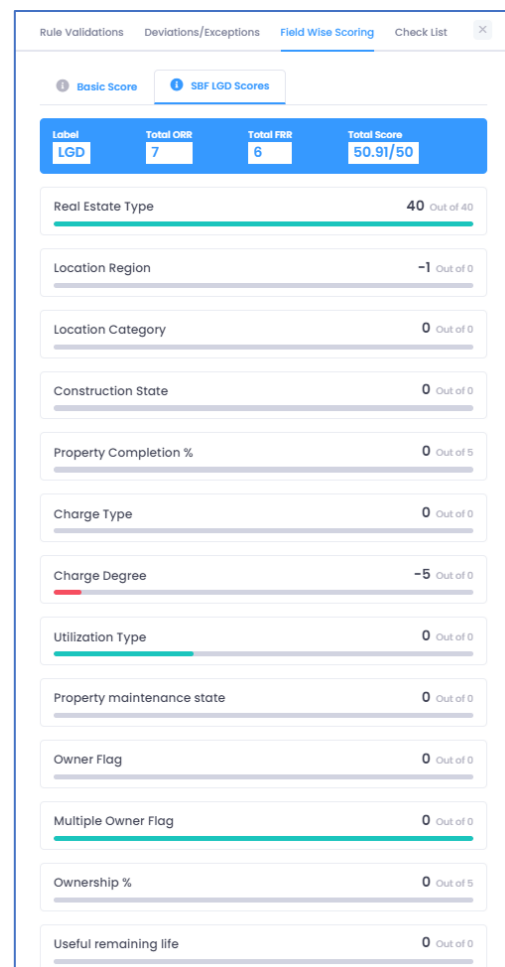 Rule Validations Deviations/Exceptions Field Wise Scoring Check List ×
Basic Score SBF LGD Scores
Label Total ORR Total FRR Total Score
LGD 7 6 50.91/50
Real Estate Type 40 Out of 40
Location Region -1 Out of 0
Location Category 0 Out of 0
Construction State 0 Out of 0
Property Completion % 0 Out of 5
Charge Type 0 Out of 0
Charge Degree -5 Out of 0
Utilization Type 0 Out of 0
Property maintenance state 0 Out of 0
Owner Flag 0 Out of 0
Multiple Owner Flag 0 Out of 0
Ownership % 0 Out of 5
Useful remaining life 0 Out of 0